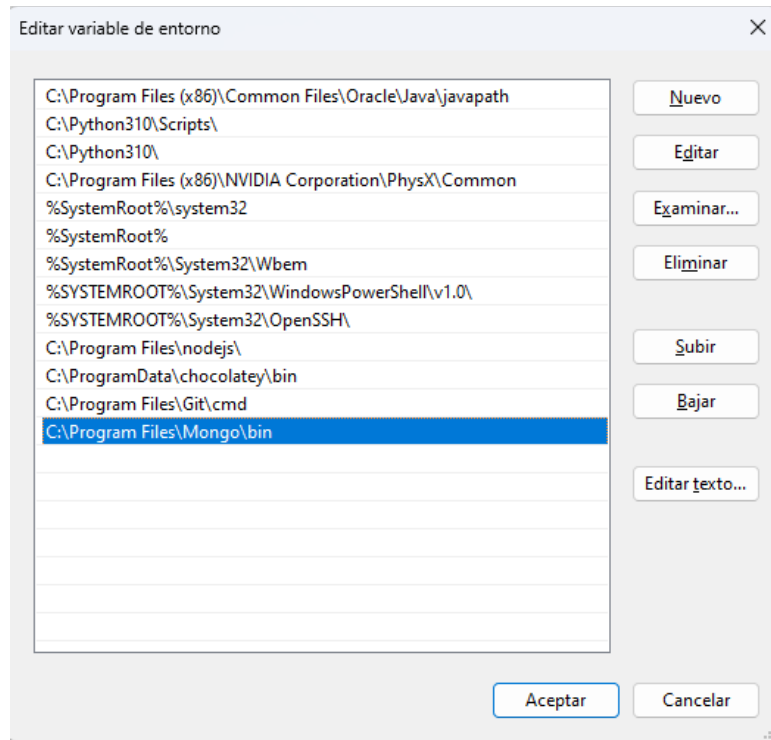 Editar variable de entorno
C:\Program Files (x86)\Common Files\Oracle\Java\javapath
C:\Python310\Scripts\
C:\Python310\
C:\Program Files (x86)\NVIDIA Corporation\PhysX\Common
%SystemRoot%\system32
%SystemRoot%
%SystemRoot%\System32\Wbem
%SYSTEMROOT%\System32\WindowsPowerShell\v1.0\
%SYSTEMROOT%\System32\OpenSSH\
C:\Program Files\nodejs\
C:\ProgramData\chocolatey\bin
C:\Program Files\Git\cmd
C:\Program Files\Mongo\bin
Nuevo
Editar
Examinar...
Eliminar
Subir
Bajar
Editar texto...
Aceptar
Cancelar